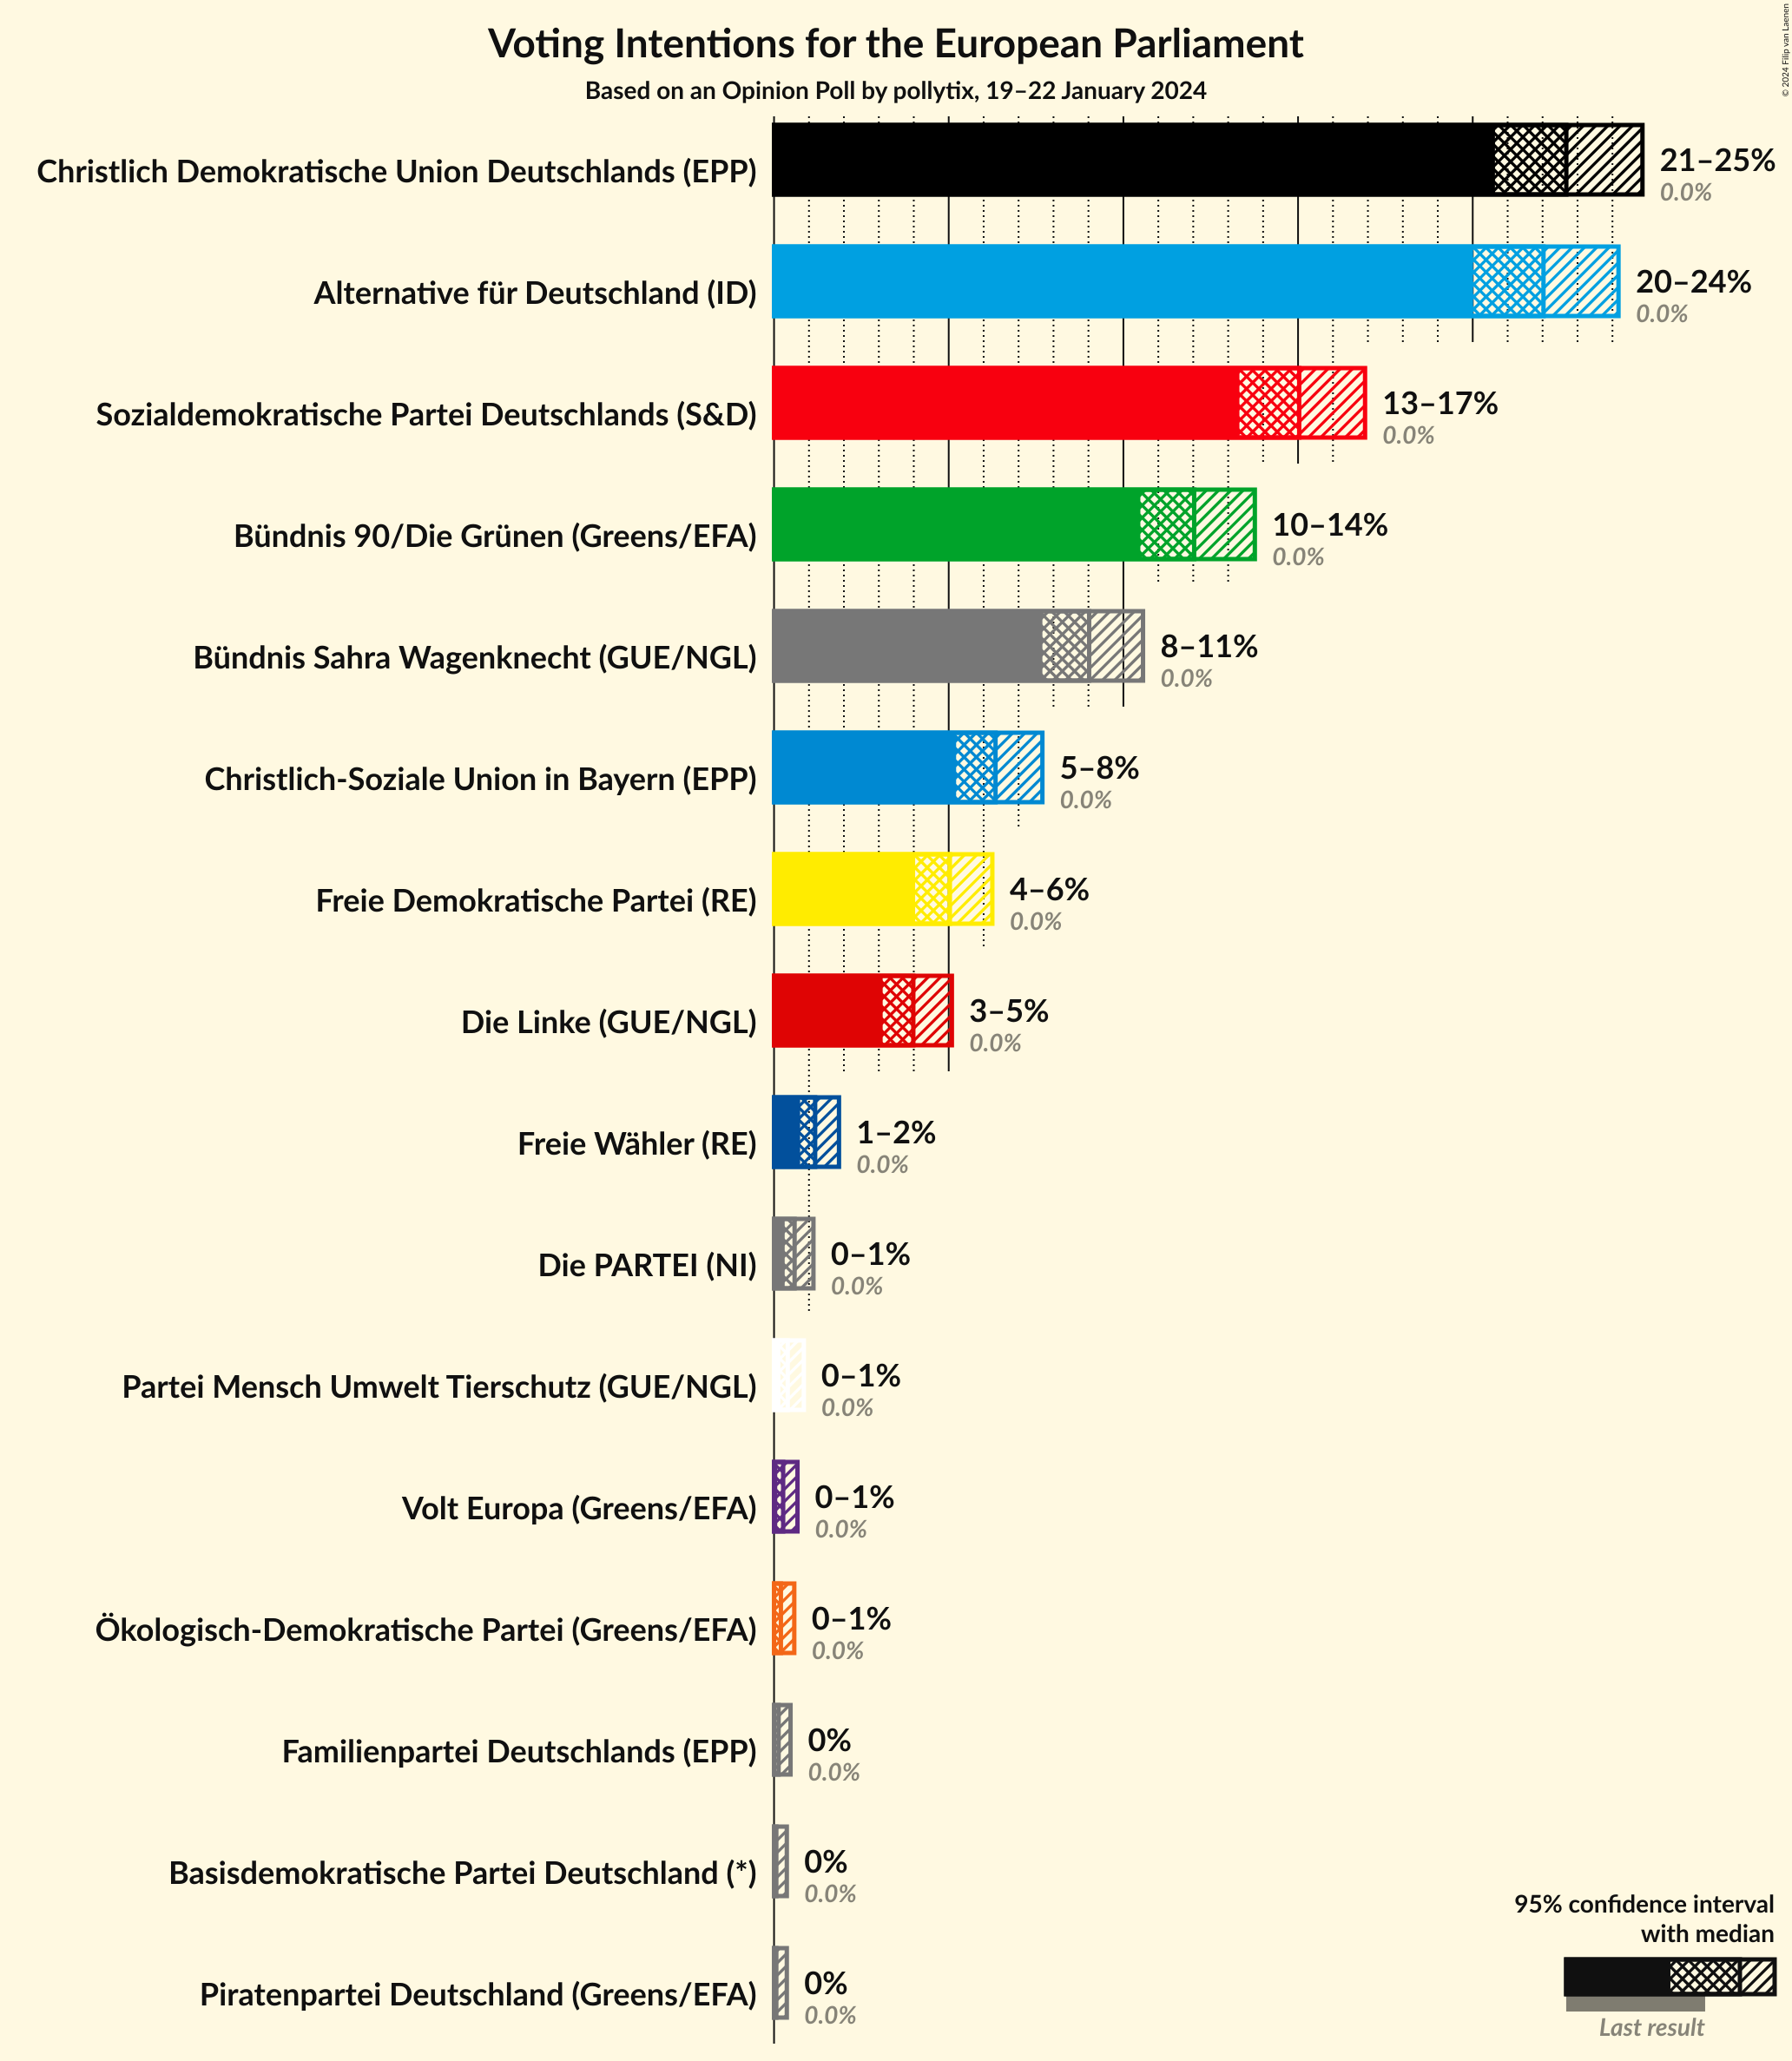 Voting Intentions for the European Parliament
Based on an Opinion Poll by pollytix, 19–22 January 2024
© 2024 Filip van Laenen
Christlich Demokratische Union Deutschlands (EPP)
21–25%
0.0%
Alternative für Deutschland (ID)
20–24%
0.0%
Sozialdemokratische Partei Deutschlands (S&D)
13–17%
0.0%
Bündnis 90/Die Grünen (Greens/EFA)
10–14%
0.0%
Bündnis Sahra Wagenknecht (GUE/NGL)
8–11%
0.0%
Christlich-Soziale Union in Bayern (EPP)
5–8%
0.0%
Freie Demokratische Partei (RE)
4–6%
0.0%
Die Linke (GUE/NGL)
3–5%
0.0%
Freie Wähler (RE)
1–2%
0.0%
Die PARTEI (NI)
0–1%
0.0%
Partei Mensch Umwelt Tierschutz (GUE/NGL)
0–1%
0.0%
Volt Europa (Greens/EFA)
0–1%
0.0%
Ökologisch-Demokratische Partei (Greens/EFA)
0–1%
0.0%
Familienpartei Deutschlands (EPP)
0%
0.0%
Basisdemokratische Partei Deutschland (*)
0%
0.0%
Piratenpartei Deutschland (Greens/EFA)
0%
0.0%
95% confidence interval
with median
Last result